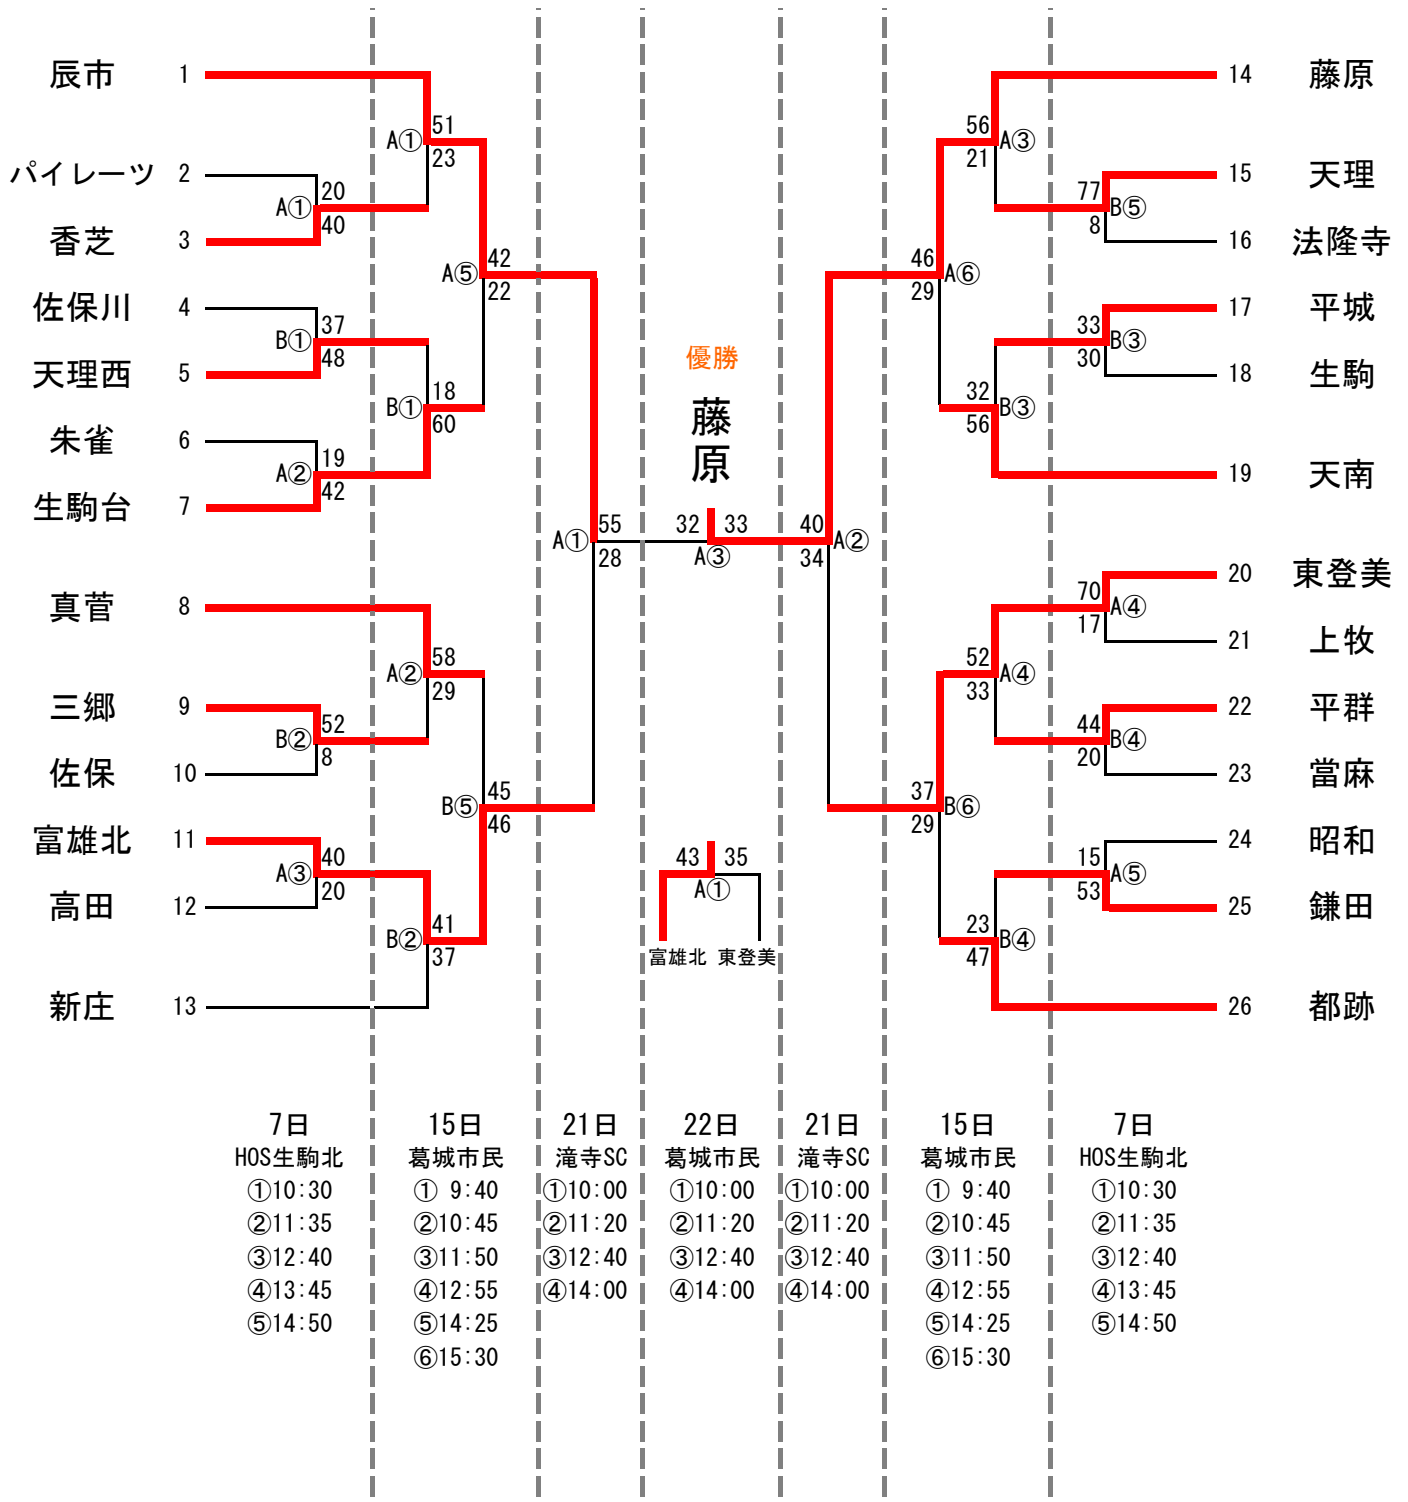 辰市 1
51
A①
23
パイレーツ 2
20
A①
40
香芝 3
42
A⑤
22
佐保川 4
37
B①
48
天理西 5
18
B①
60
朱雀 6
19
A②
42
生駒台 7
55
A①
28
真菅 8
58
A②
29
三郷 9
52
B②
8
佐保 10
45
B⑤
46
富雄北 11
40
A③
20
高田 12
41
B②
37
新庄 13
優勝
藤原
32 33
A③
43 35
A①
富雄北 東登美
14 藤原
56
A③
21
15 天理
77
B⑤
8
16 法隆寺
46
A⑥
29
17 平城
33
B③
30
18 生駒
32
B③
56
19 天南
40
A②
34
20 東登美
70
A④
17
21 上牧
52
A④
33
22 平群
44
B④
20
23 當麻
37
B⑥
29
24 昭和
15
A⑤
53
25 鎌田
23
B④
47
26 都跡
7日
HOS生駒北
①10:30
②11:35
③12:40
④13:45
⑤14:50
15日
葛城市民
① 9:40
②10:45
③11:50
④12:55
⑤14:25
⑥15:30
21日
滝寺SC
①10:00
②11:20
③12:40
④14:00
22日
葛城市民
①10:00
②11:20
③12:40
④14:00
21日
滝寺SC
①10:00
②11:20
③12:40
④14:00
15日
葛城市民
① 9:40
②10:45
③11:50
④12:55
⑤14:25
⑥15:30
7日
HOS生駒北
①10:30
②11:35
③12:40
④13:45
⑤14:50